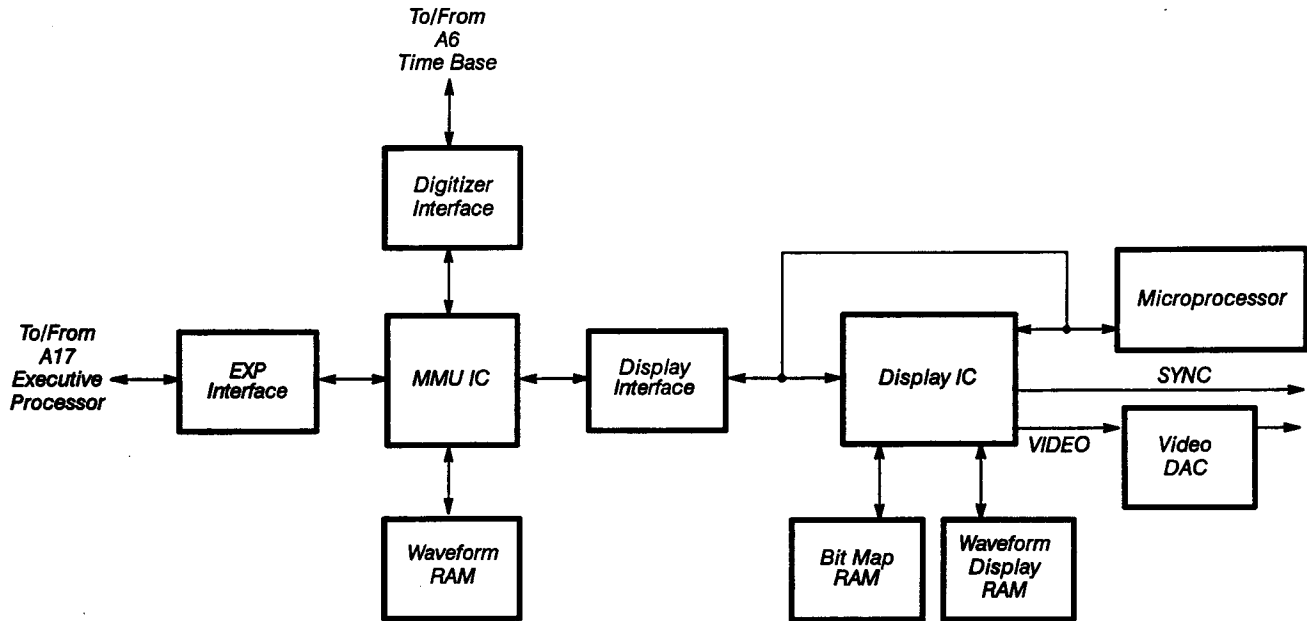 To/From
A6
Time Base
Digitizer
Interface
Microprocessor
To/From
A17
Executive
Processor
EXP
Interface
MMU IC
Display
Interface
Display IC
SYNC
VIDEO
Video
DAC
Waveform
RAM
Bit Map
RAM
Waveform
Display
RAM